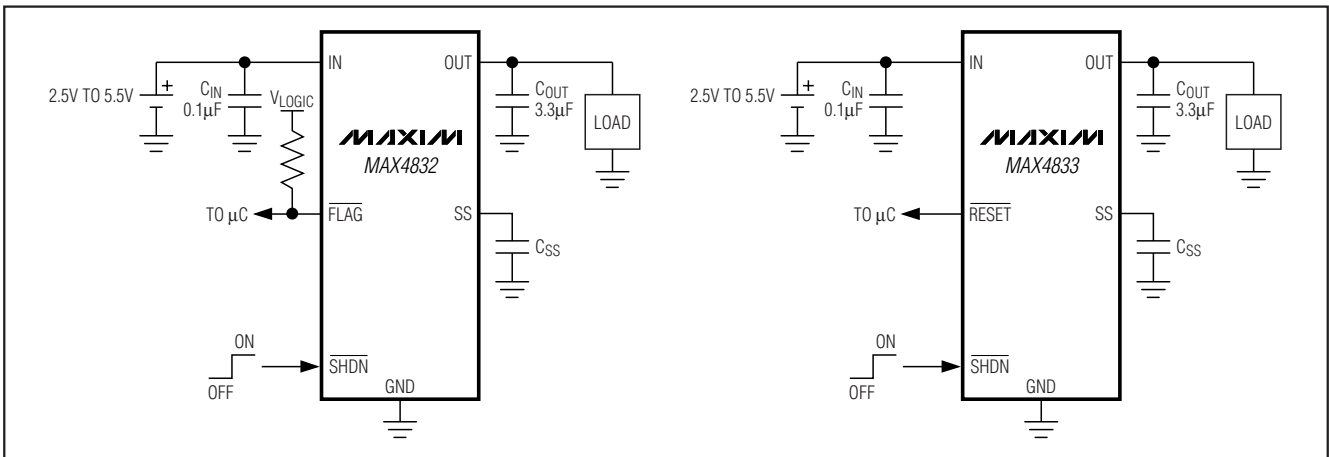 IN
OUT
2.5V TO 5.5V
+
CIN
0.1µF
VLOGIC
COUT
3.3µF
LOAD
MAXIM
MAX4832
TO µC
FLAG
SS
CSS
ON
OFF
SHDN
GND
IN
OUT
2.5V TO 5.5V
+
CIN
0.1µF
COUT
3.3µF
LOAD
MAXIM
MAX4833
TO µC
RESET
SS
CSS
ON
OFF
SHDN
GND